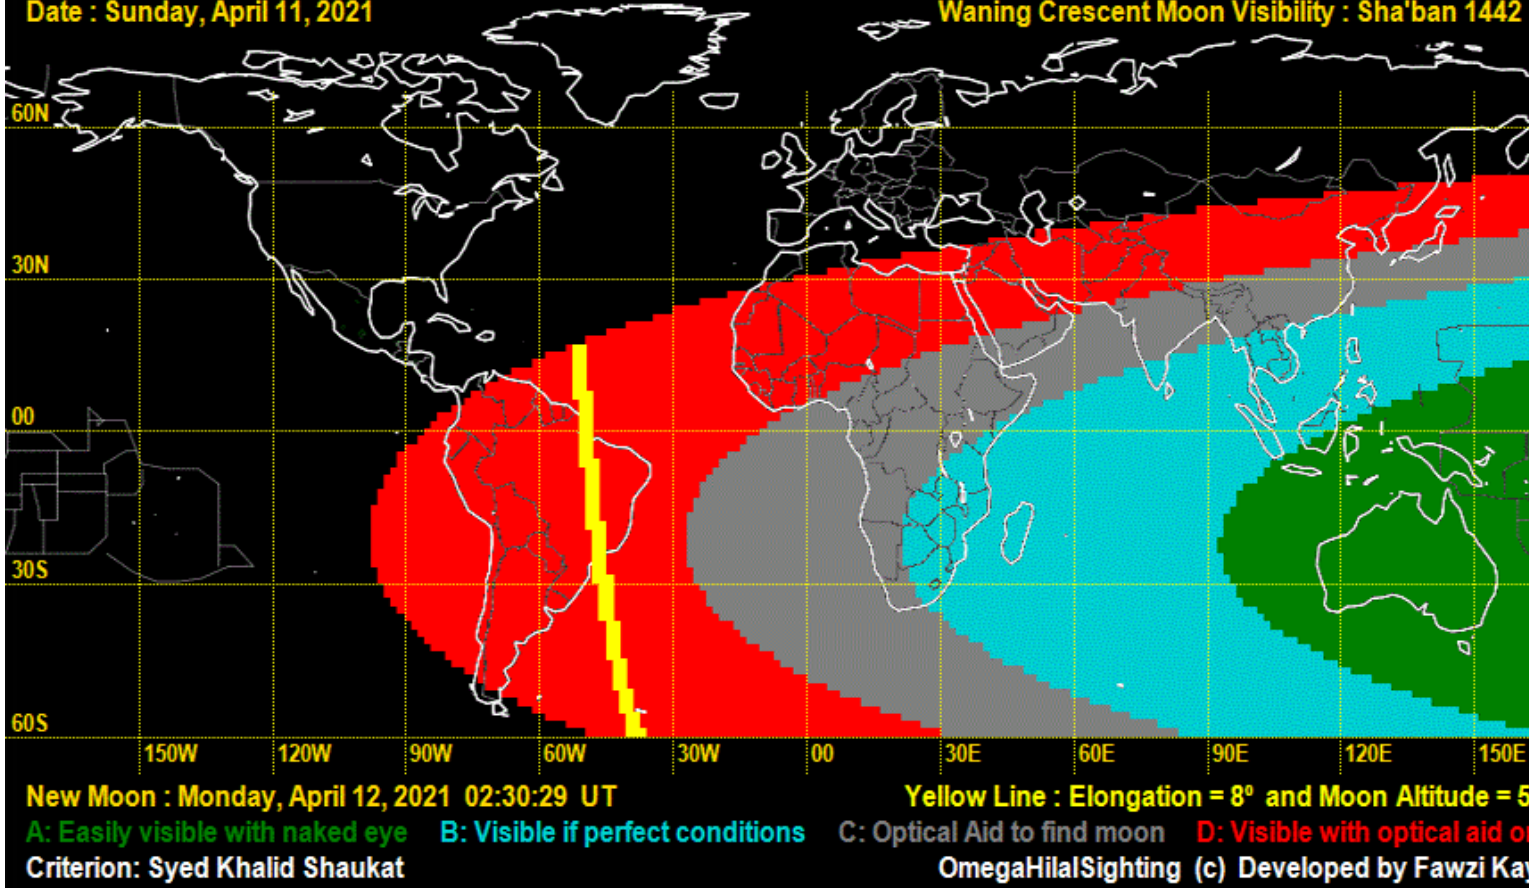 Date : Sunday, April 11, 2021 Waning Crescent Moon Visibility : Sha'ban 1442
60N
30N
00
30S
60S
150W 120W 90W 60W 30W 00 30E 60E 90E 120E 150E
New Moon : Monday, April 12, 2021 02:30:29 UT Yellow Line : Elongation = 8º and Moon Altitude = 5
A: Easily visible with naked eye B: Visible if perfect conditions C: Optical Aid to find moon D: Visible with optical aid
Criterion: Syed Khalid Shaukat OmegaHilalSighting (c) Developed by Fawzi